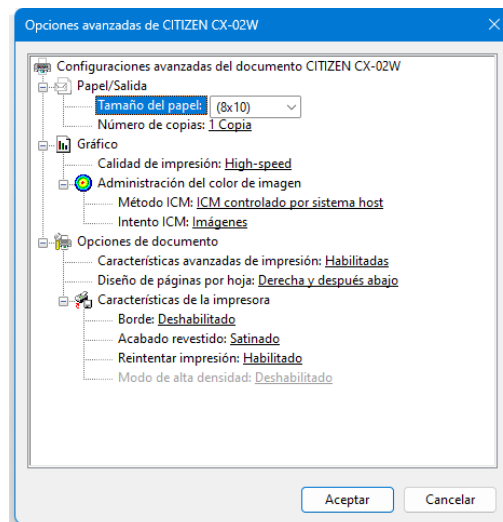 Opciones avanzadas de CITIZEN CX-02W
Configuraciones avanzadas del documento CITIZEN CX-02W
Papel/Salida
Tamaño del papel: (8x10)
Número de copias: 1 Copia
Gráfico
Calidad de impresión: High-speed
Administración del color de imagen
Método ICM: ICM controlado por sistema host
Intento ICM: Imágenes
Opciones de documento
Características avanzadas de impresión: Habilitadas
Diseño de páginas por hoja: Derecha y después abajo
Características de la impresora
Borde: Deshabilitado
Acabado revestido: Satinado
Reintentar impresión: Habilitado
Modo de alta densidad: Deshabilitado
Aceptar Cancelar